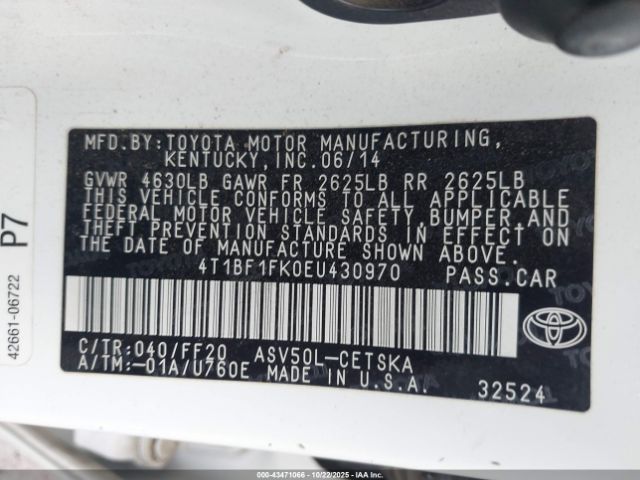 MFD.BY:TOYOTA MOTOR MANUFACTURING,
KENTUCKY,INC.06/14
GVWR 4630LB GAWR FR 2625LB RR 2625LB
THIS VEHICLE CONFORMS TO ALL APPLICABLE
FEDERAL MOTOR VEHICLE SAFETY, BUMPER, AND
THEFT PREVENTION STANDARDS IN EFFECT ON
THE DATE OF MANUFACTURE SHOWN ABOVE.
4T1BF1FK0EU430970 PASS.CAR
C/TR:040/FF20 ASV50L-CETSKA
A/TM:-01A/U760E MADE IN U.S.A.
32524
P7
42661-06722
000-43471066 | 10/22/2025 | Copyright © IAA